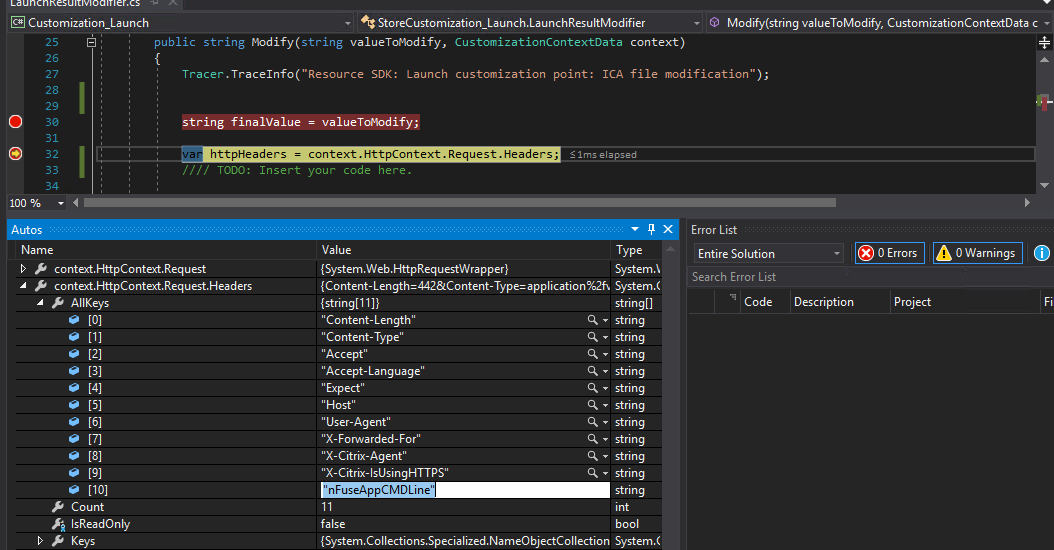 LaunchResultModifier.cs
Customization_Launch StoreCustomization_Launch.LaunchResultModifier Modify(string valueToModify, CustomizationContextData c
25 public string Modify(string valueToModify, CustomizationContextData context)
26 {
27 Tracer.TraceInfo("Resource SDK: Launch customization point: ICA file modification");
28
29
30 string finalValue = valueToModify;
31
32 var httpHeaders = context.HttpContext.Request.Headers; ≤1ms elapsed
33 //// TODO: Insert your code here.
34
100 %
Autos
Name Value Type
context.HttpContext.Request {System.Web.HttpRequestWrapper} System.W
context.HttpContext.Request.Headers {Content-Length=442&Content-Type=application%2fv System.C
AllKeys {string[11]} string[]
[0] "Content-Length" string
[1] "Content-Type" string
[2] "Accept" string
[3] "Accept-Language" string
[4] "Expect" string
[5] "Host" string
[6] "User-Agent" string
[7] "X-Forwarded-For" string
[8] "X-Citrix-Agent" string
[9] "X-Citrix-IsUsingHTTPS" string
[10] "nFuseAppCMDLine" string
Count 11 int
IsReadOnly false bool
Keys {System.Collections.Specialized.NameObjectCollection System.C
Error List
Entire Solution 0 Errors 0 Warnings
Search Error List
Code Description Project Fi